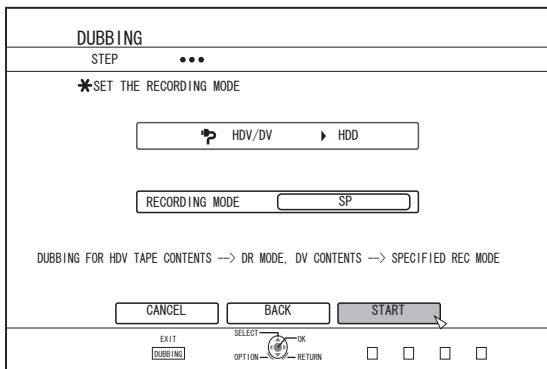 DUBBING
STEP
✱SET THE RECORDING MODE
HDV/DV ▶ HDD
RECORDING MODE SP
DUBBING FOR HDV TAPE CONTENTS --> DR MODE, DV CONTENTS --> SPECIFIED REC MODE
CANCEL BACK START
EXIT
DUBBING
SELECT OK
OPTION RETURN